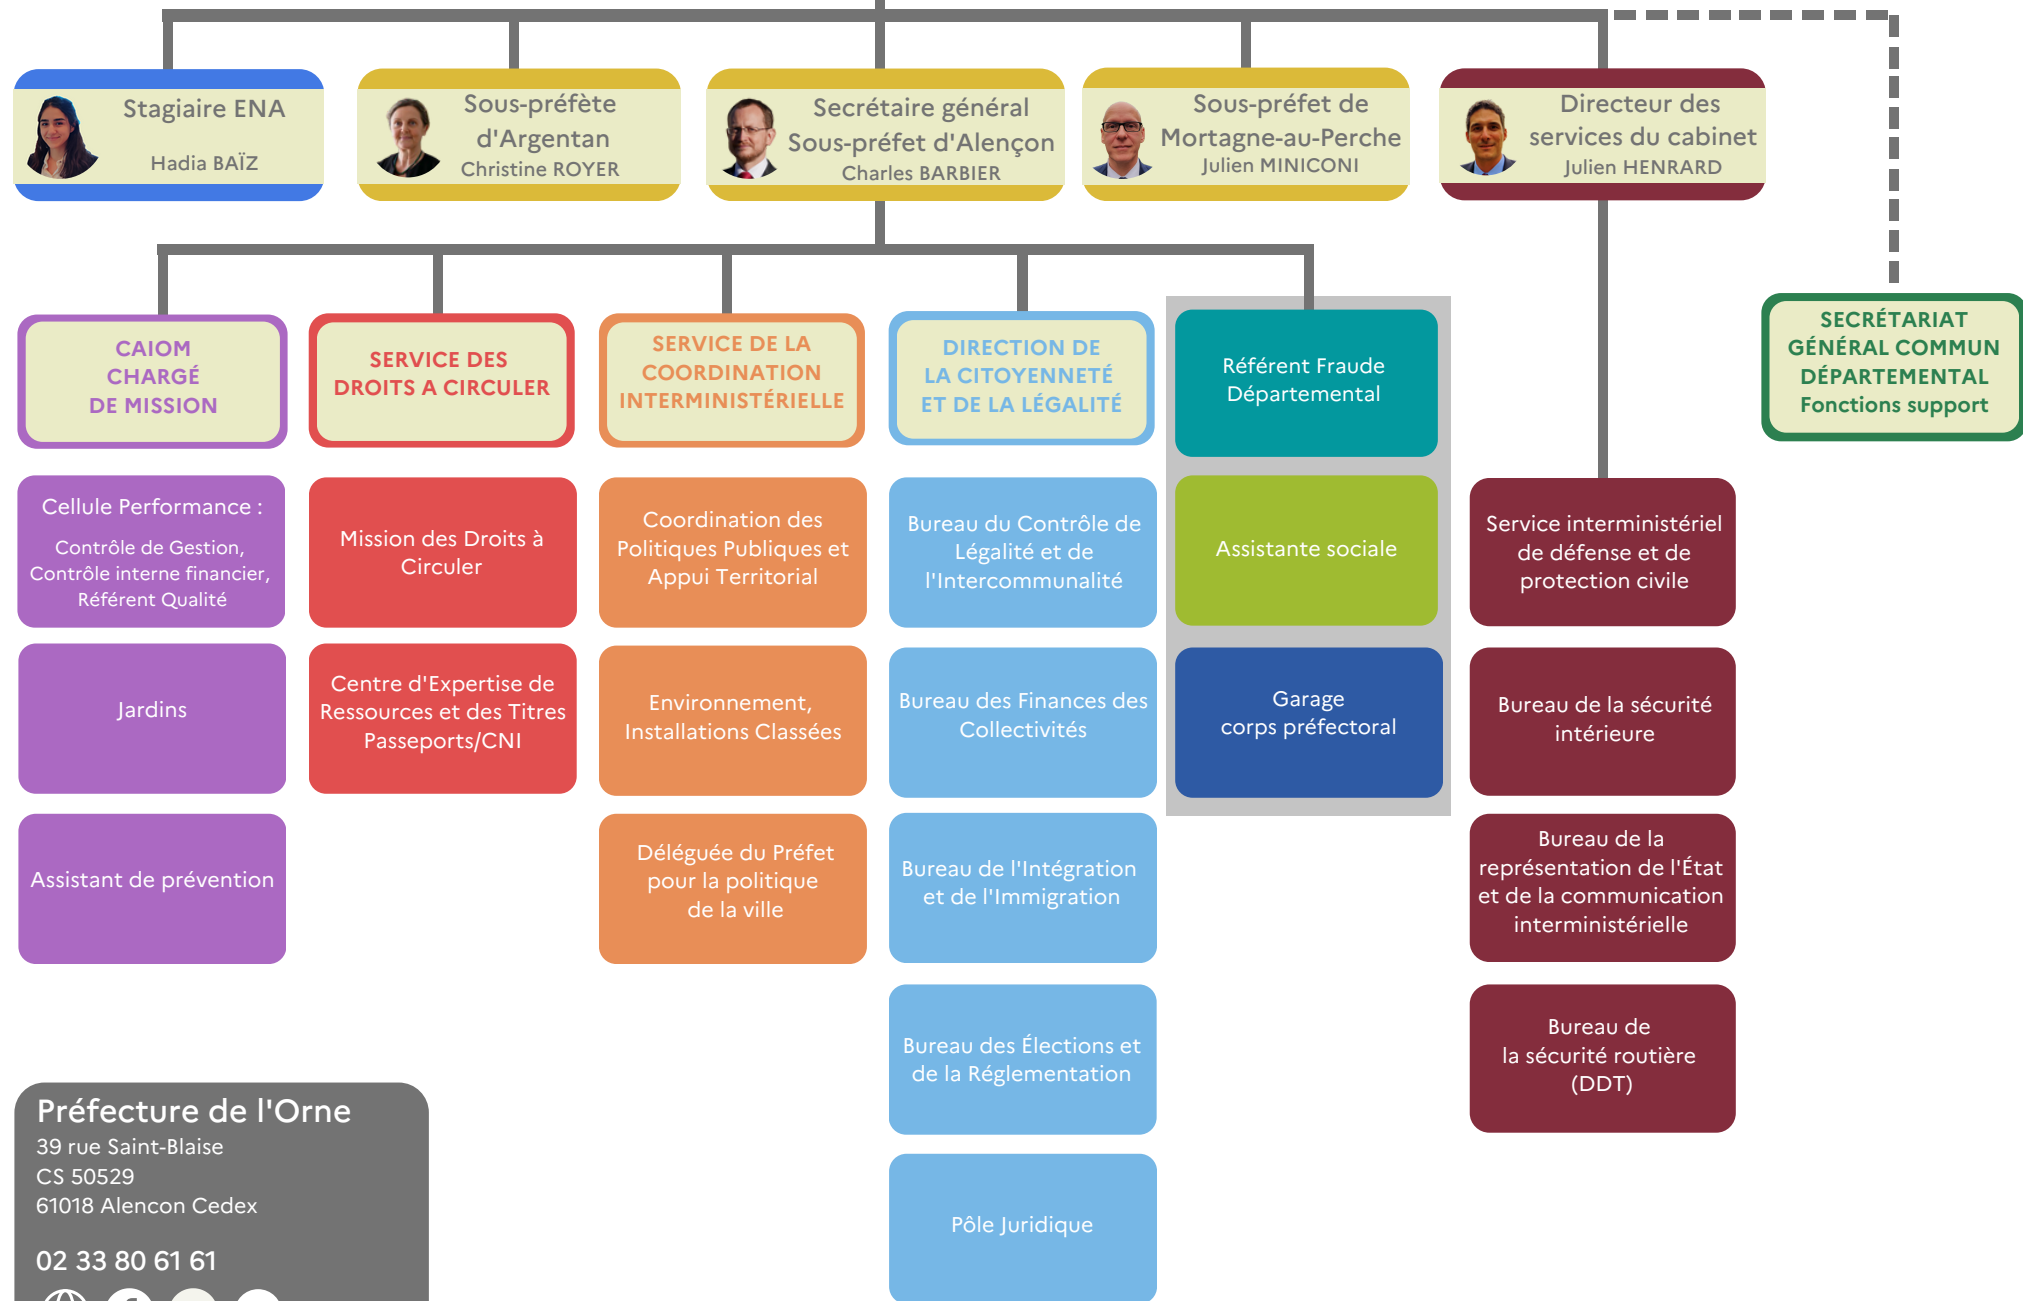 Stagiaire ENA
Hadia BAÏZ
Sous-préfète
d'Argentan
Christine ROYER
Secrétaire général
Sous-préfet d'Alençon
Charles BARBIER
Sous-préfet de
Mortagne-au-Perche
Julien MINICONI
Directeur des
services du cabinet
Julien HENRARD
CAIOM
CHARGÉ
DE MISSION
SERVICE DES
DROITS A CIRCULER
SERVICE DE LA
COORDINATION
INTERMINISTÉRIELLE
DIRECTION DE
LA CITOYENNETÉ
ET DE LA LÉGALITÉ
Référent Fraude
Départemental
SECRÉTARIAT
GÉNÉRAL COMMUN
DÉPARTEMENTAL
Fonctions support
Cellule Performance :
Contrôle de Gestion,
Contrôle interne financier,
Référent Qualité
Mission des Droits à
Circuler
Coordination des
Politiques Publiques et
Appui Territorial
Bureau du Contrôle de
Légalité et de
l'Intercommunalité
Assistante sociale
Service interministériel
de défense et de
protection civile
Jardins
Centre d'Expertise de
Ressources et des Titres
Passeports/CNI
Environnement,
Installations Classées
Bureau des Finances des
Collectivités
Garage
corps préfectoral
Bureau de la sécurité
intérieure
Assistant de prévention
Déléguée du Préfet
pour la politique
de la ville
Bureau de l'Intégration
et de l'Immigration
Bureau de la
représentation de l'État
et de la communication
interministérielle
Bureau des Élections et
de la Réglementation
Bureau de
la sécurité routière
(DDT)
Pôle Juridique
Préfecture de l'Orne
39 rue Saint-Blaise
CS 50529
61018 Alencon Cedex
02 33 80 61 61